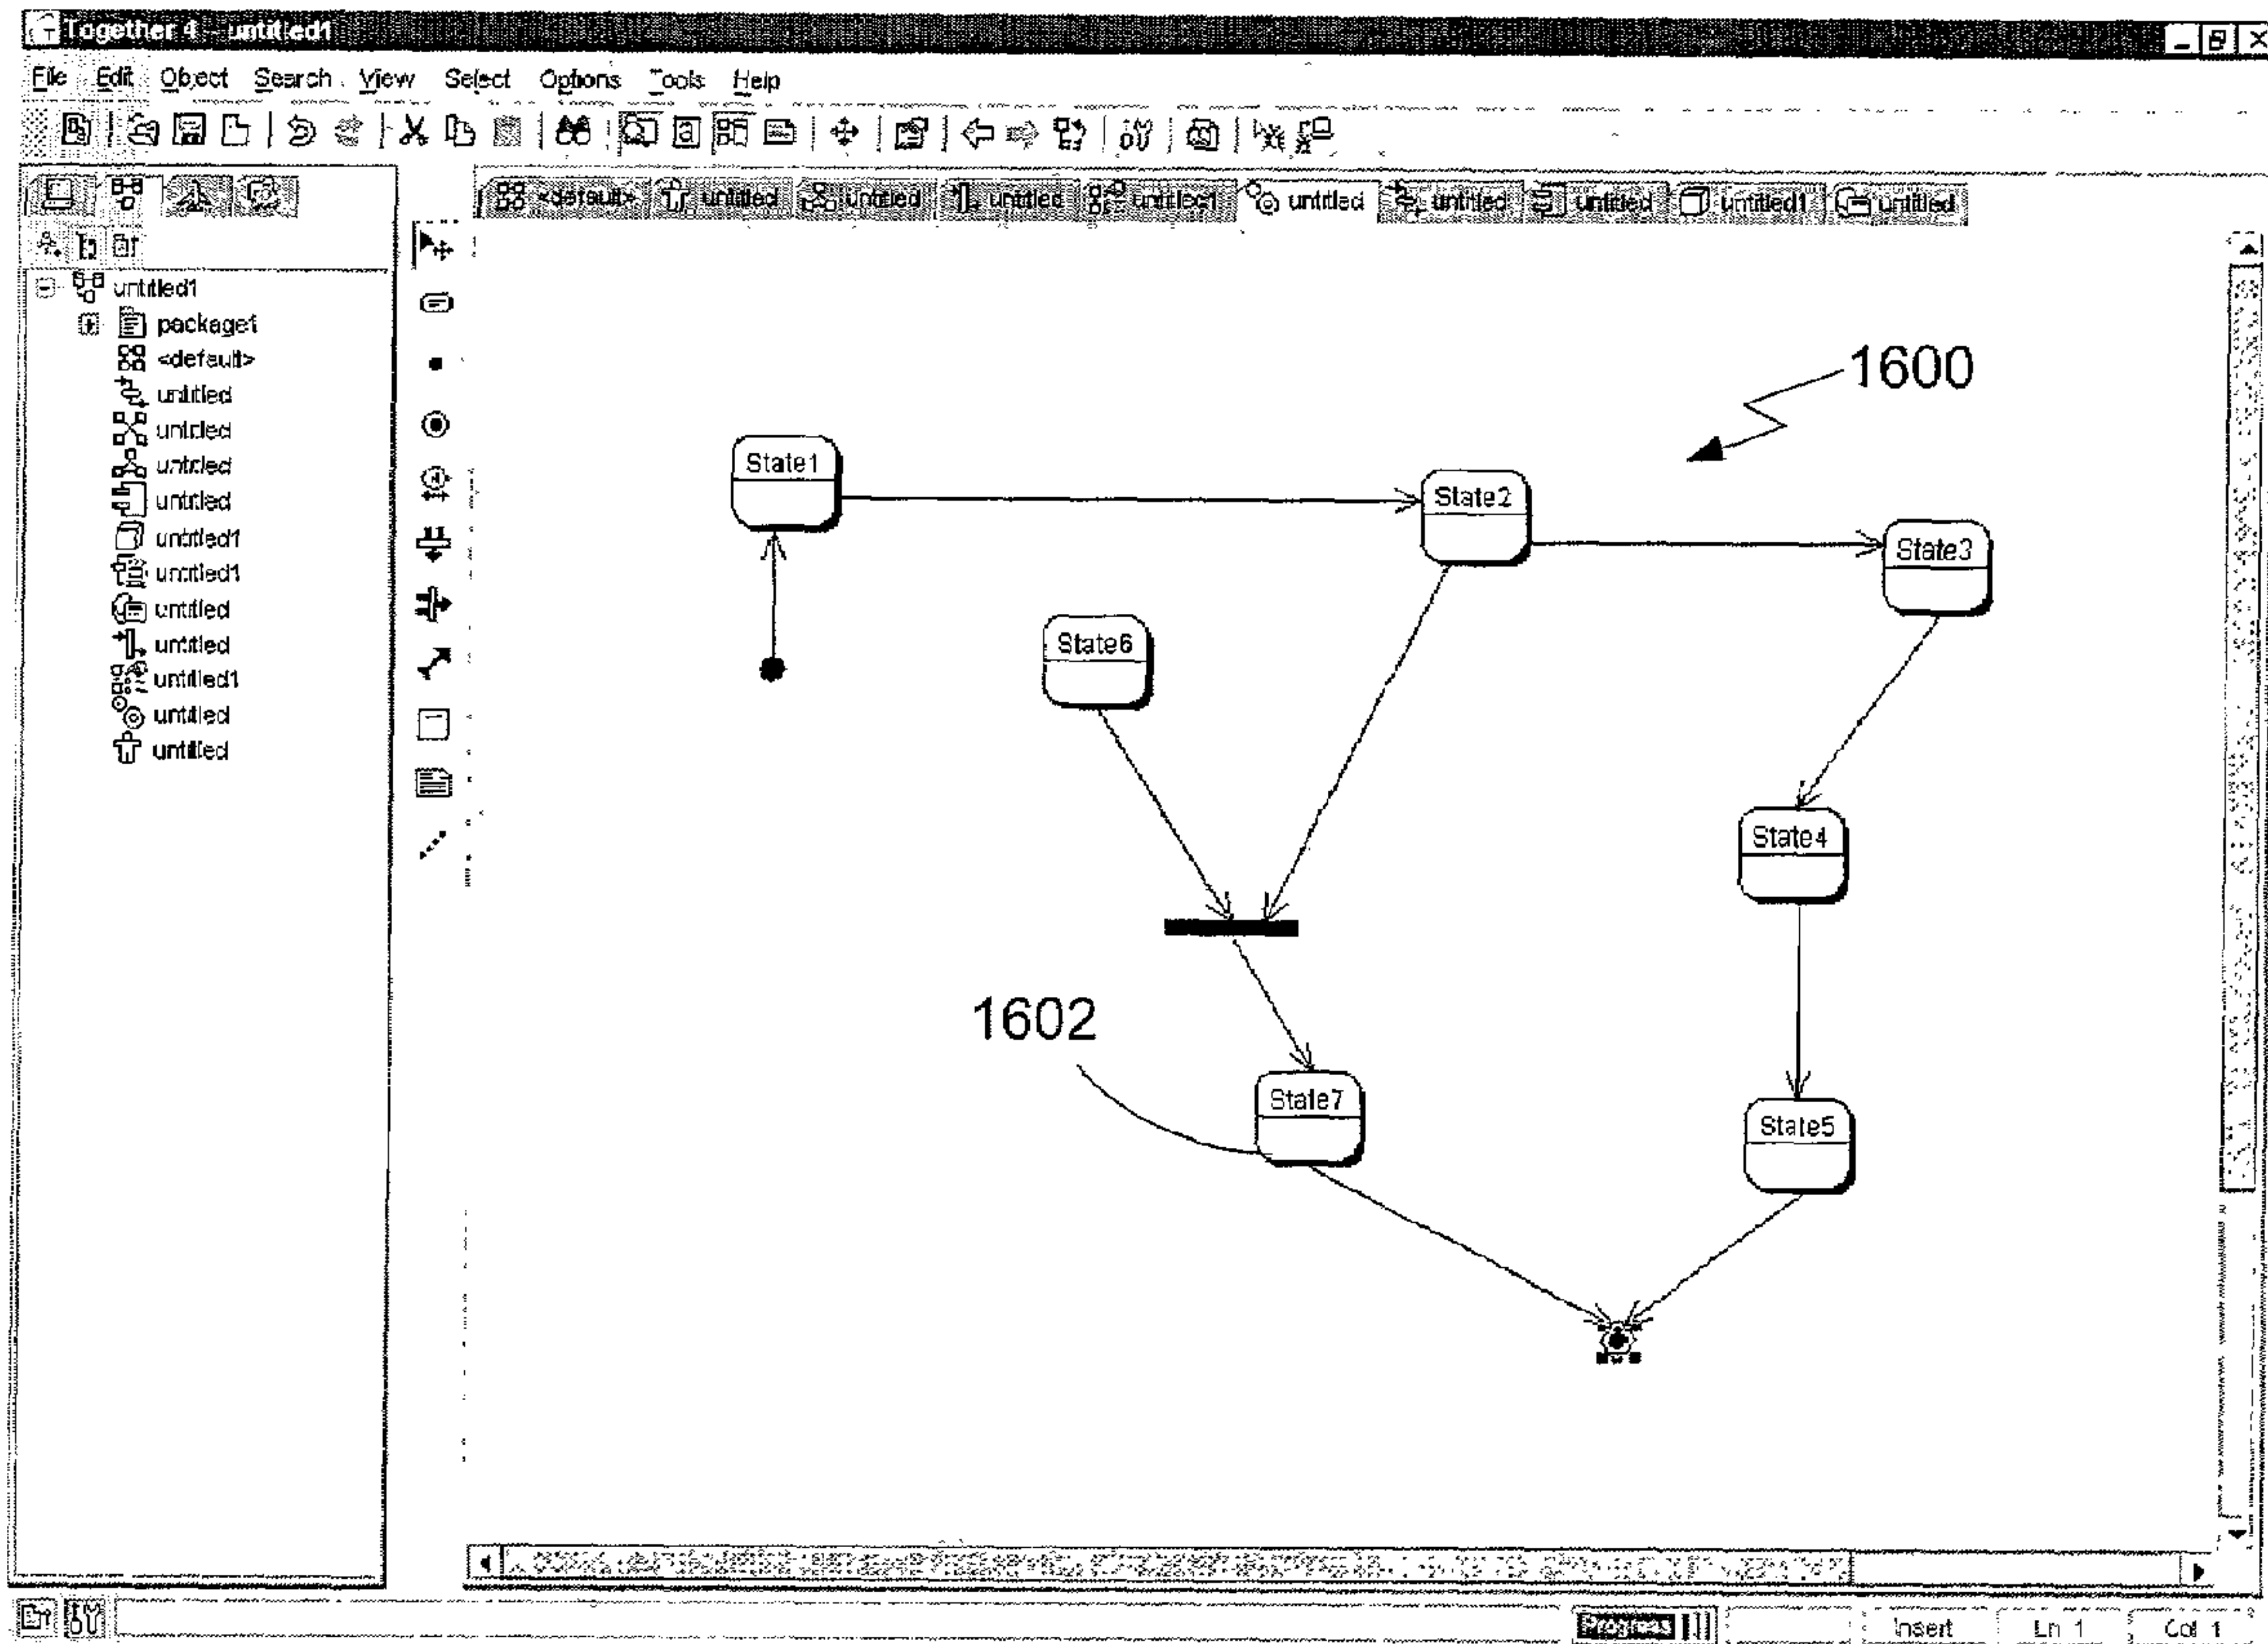 Together 4 - untitled1
File Edit Object Search View Select Options Tools Help
<default> untitled untitled untitled untitled1 untitled untitled untitled untitled1 untitled
untitled1
package1
<default>
untitled
untitled
untitled
untitled
untitled1
untitled1
untitled
untitled
untitled1
untitled
untitled
1600
State1
State2
State3
State6
State4
1602
State7
State5
Progress
Insert
Ln 1
Col 1